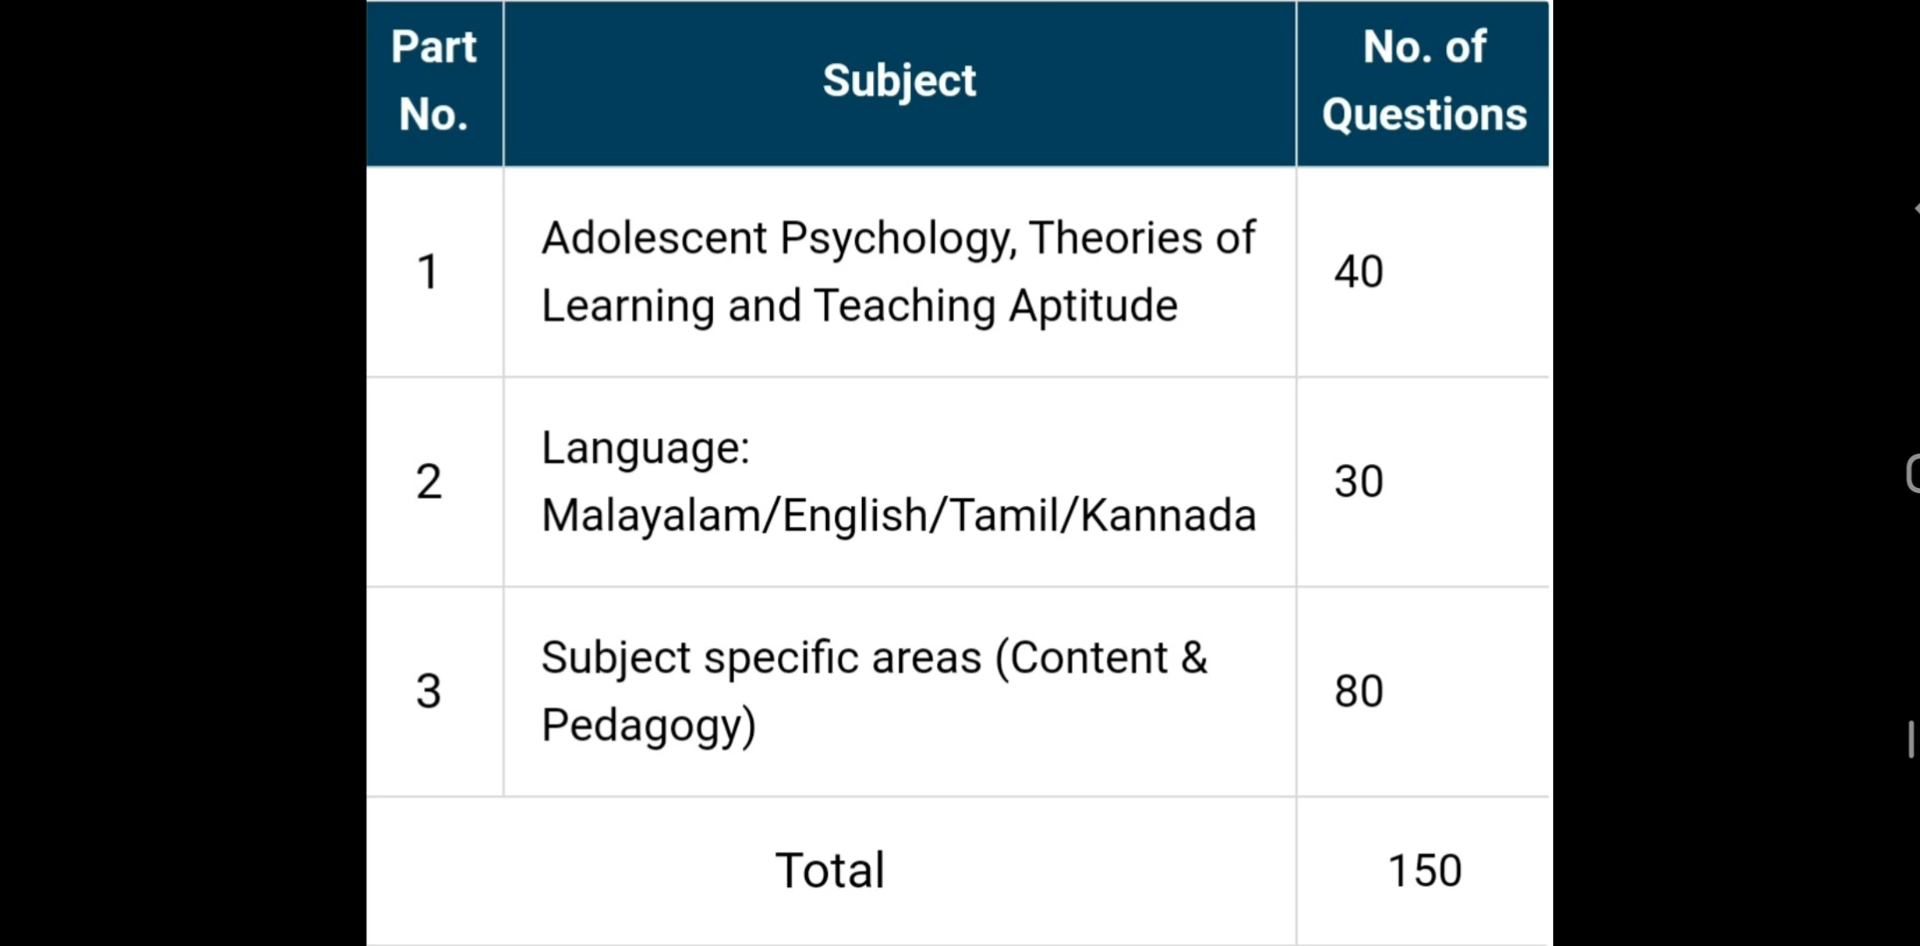 Part
No.
Subject
No. of
Questions
1
Adolescent Psychology, Theories of
Learning and Teaching Aptitude
40
2
Language:
Malayalam/English/Tamil/Kannada
30
3
Subject specific areas (Content &
Pedagogy)
80
Total
150